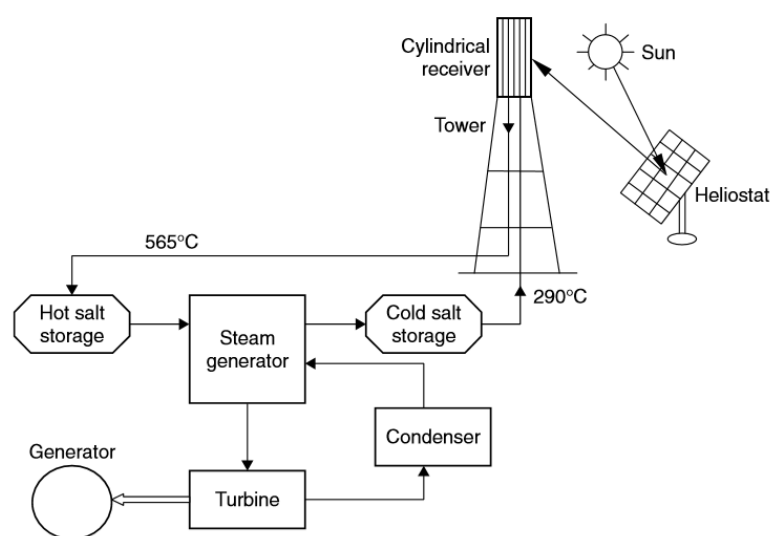 Cylindrical
receiver
Sun
Tower
Heliostat
565°C
290°C
Hot salt
storage
Steam
generator
Cold salt
storage
Condenser
Generator
Turbine